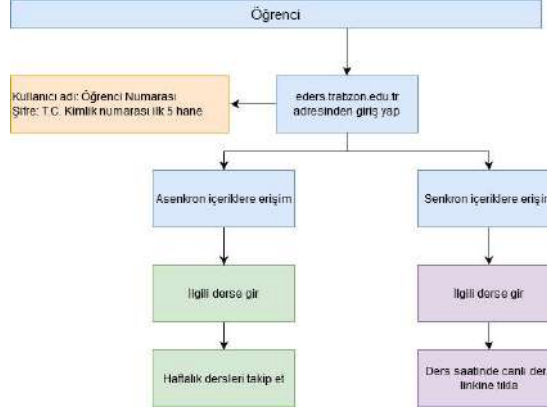 Öğrenci
Kullanıcı adı: Öğrenci Numarası
Şifre: T.C. Kimlik numarası ilk 5 hane
eders.trabzon.edu.tr
adresinden giriş yap
Asenkron içeriklere erişim
Senkron içeriklere erişim
İlgili derse gir
İlgili derse gir
Haftalık dersleri takip et
Ders saatinde canlı ders
linkine tıkla